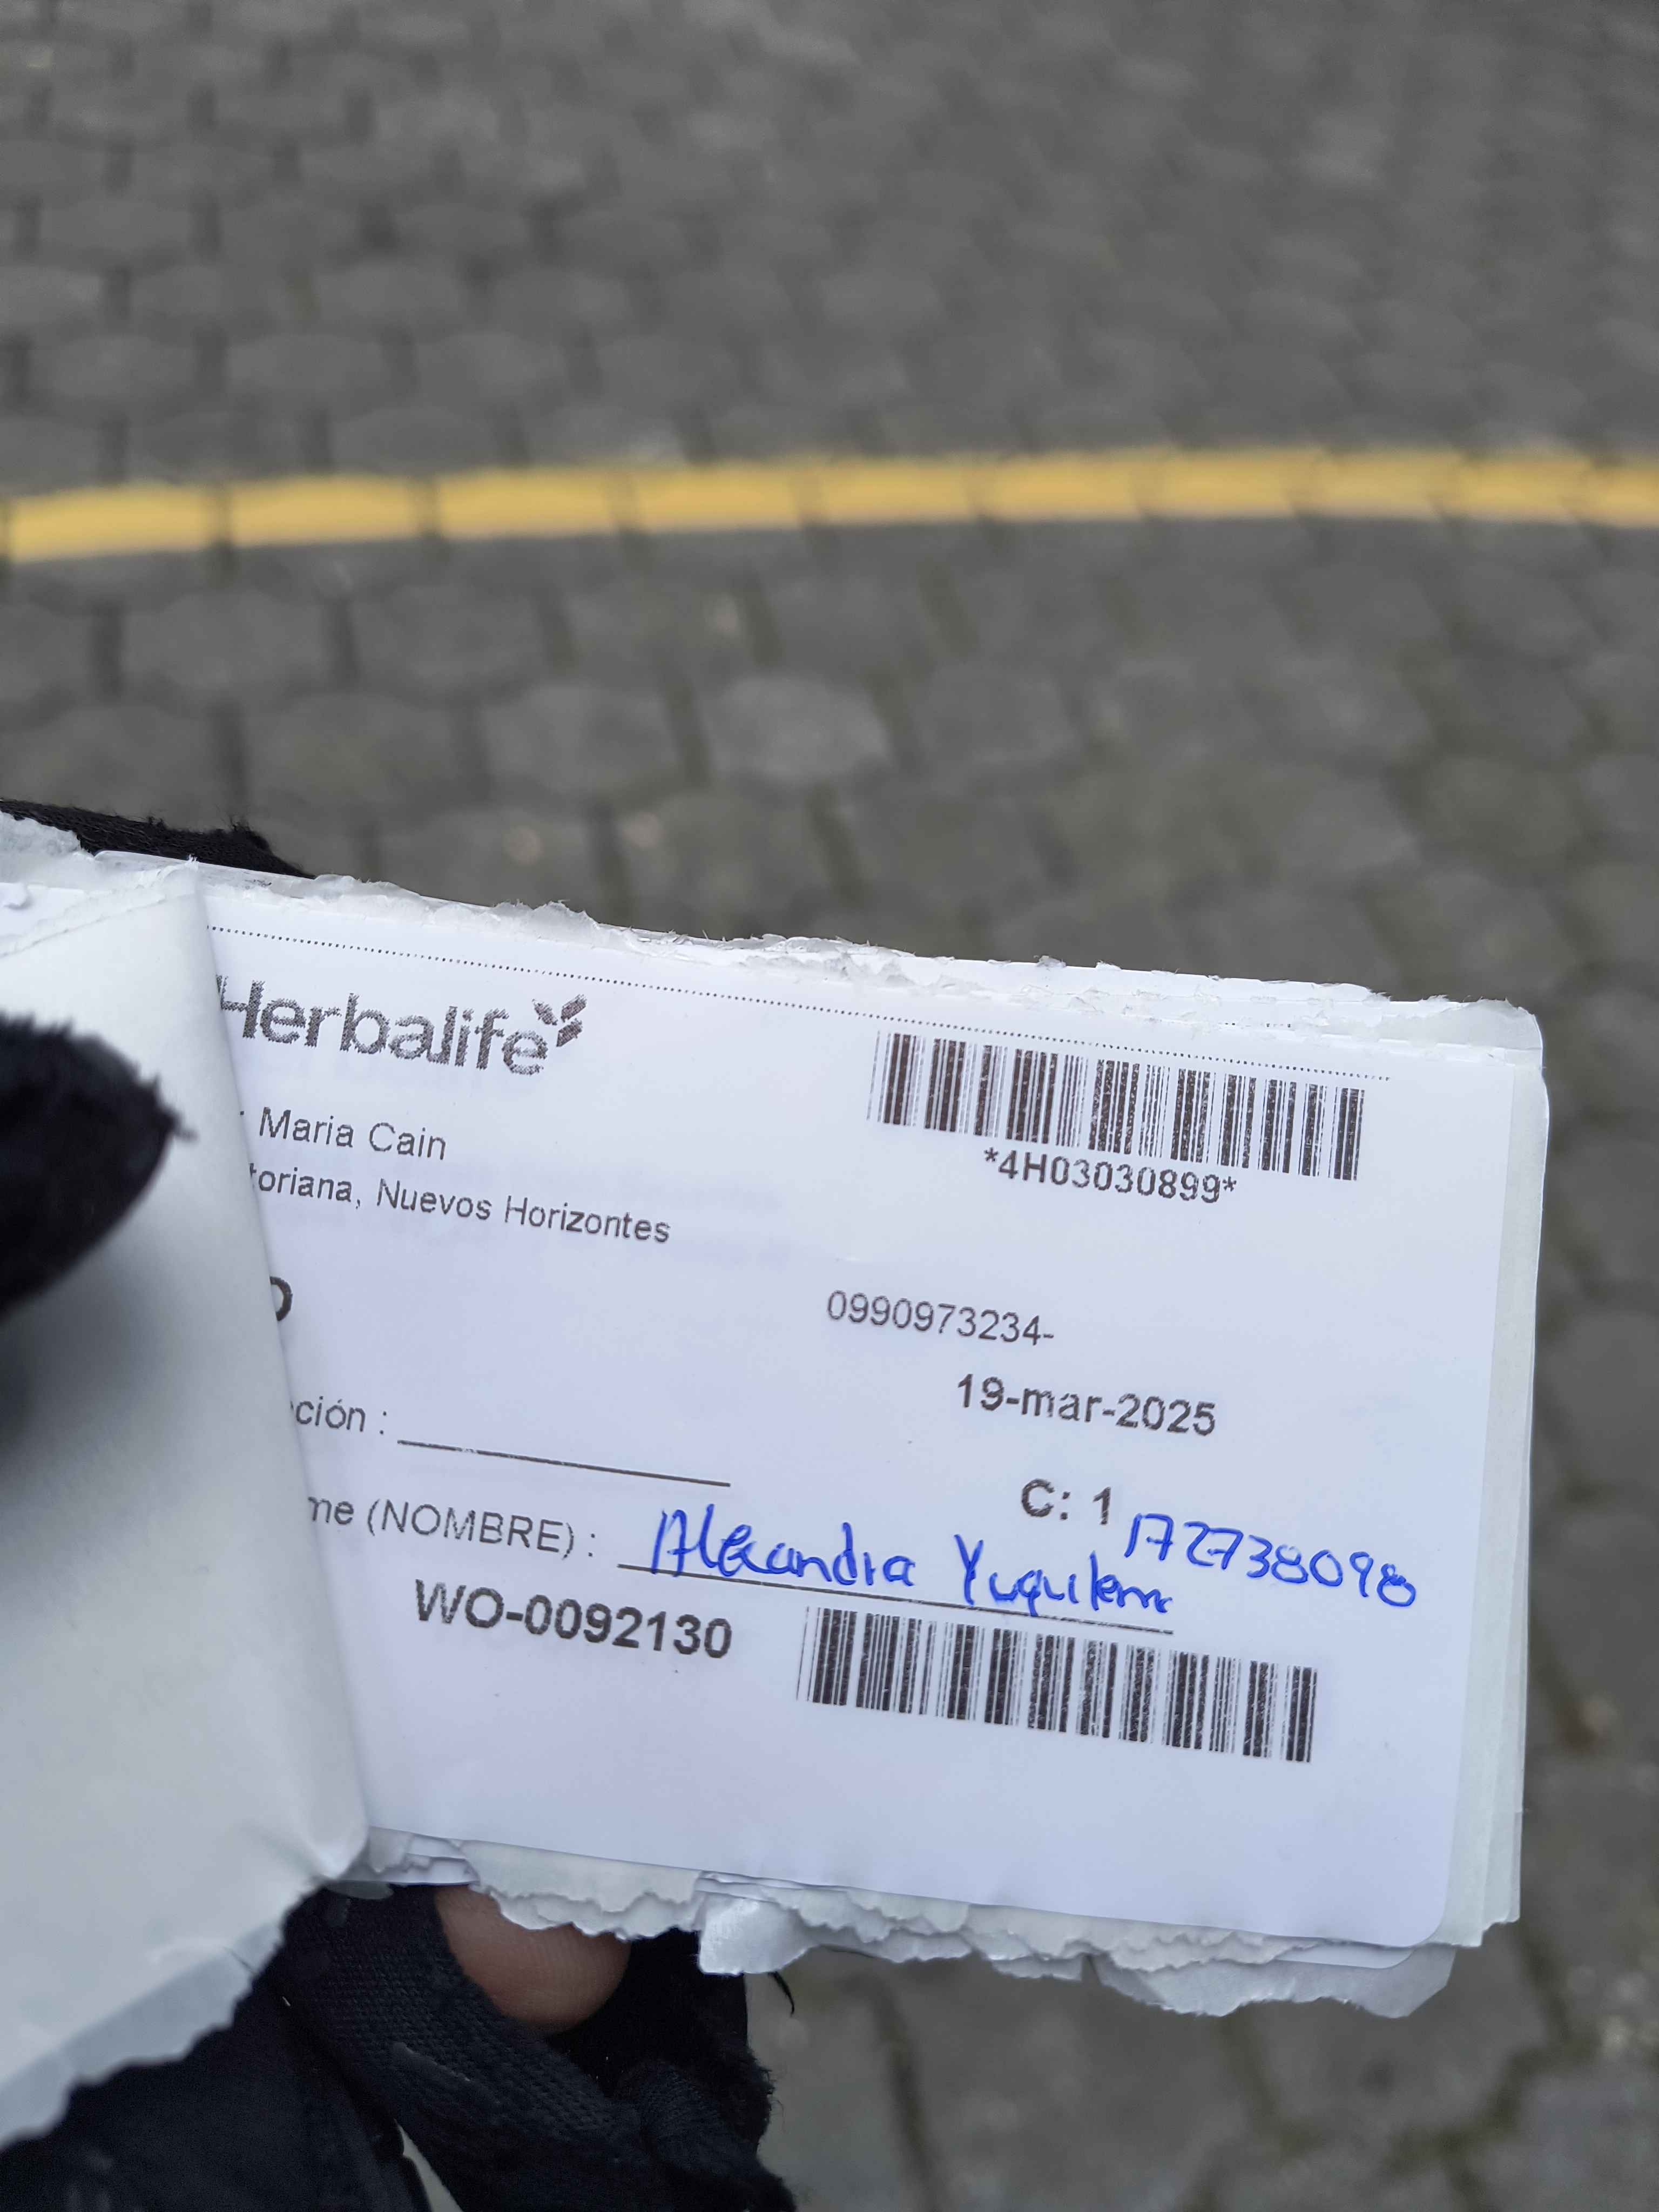 Herbalife
: Maria Cain
*4H03030899*
toriana, Nuevos Horizontes
O
0990973234-
19-mar-2025
ción :
C: 1
172738098
me (NOMBRE) : Alexandra Yuquilema
WO-0092130